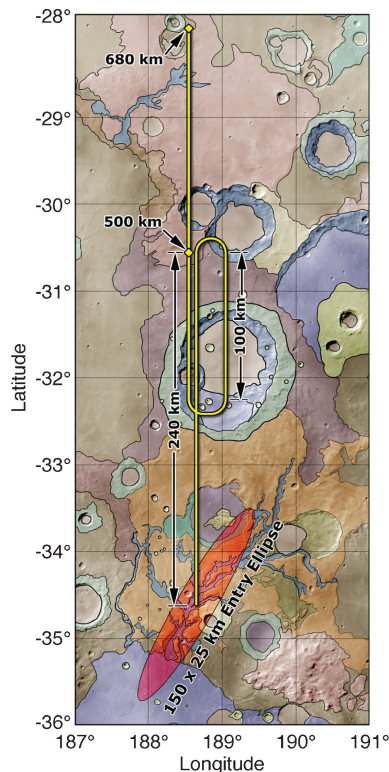 -28°
680 km
-29°
-30°
500 km
-31°
100 km
Latitude
-32°
240 km
-33°
-34°
150 x 25 km Entry Ellipse
-35°
-36°
187° 188° 189° 190° 191°
Longitude